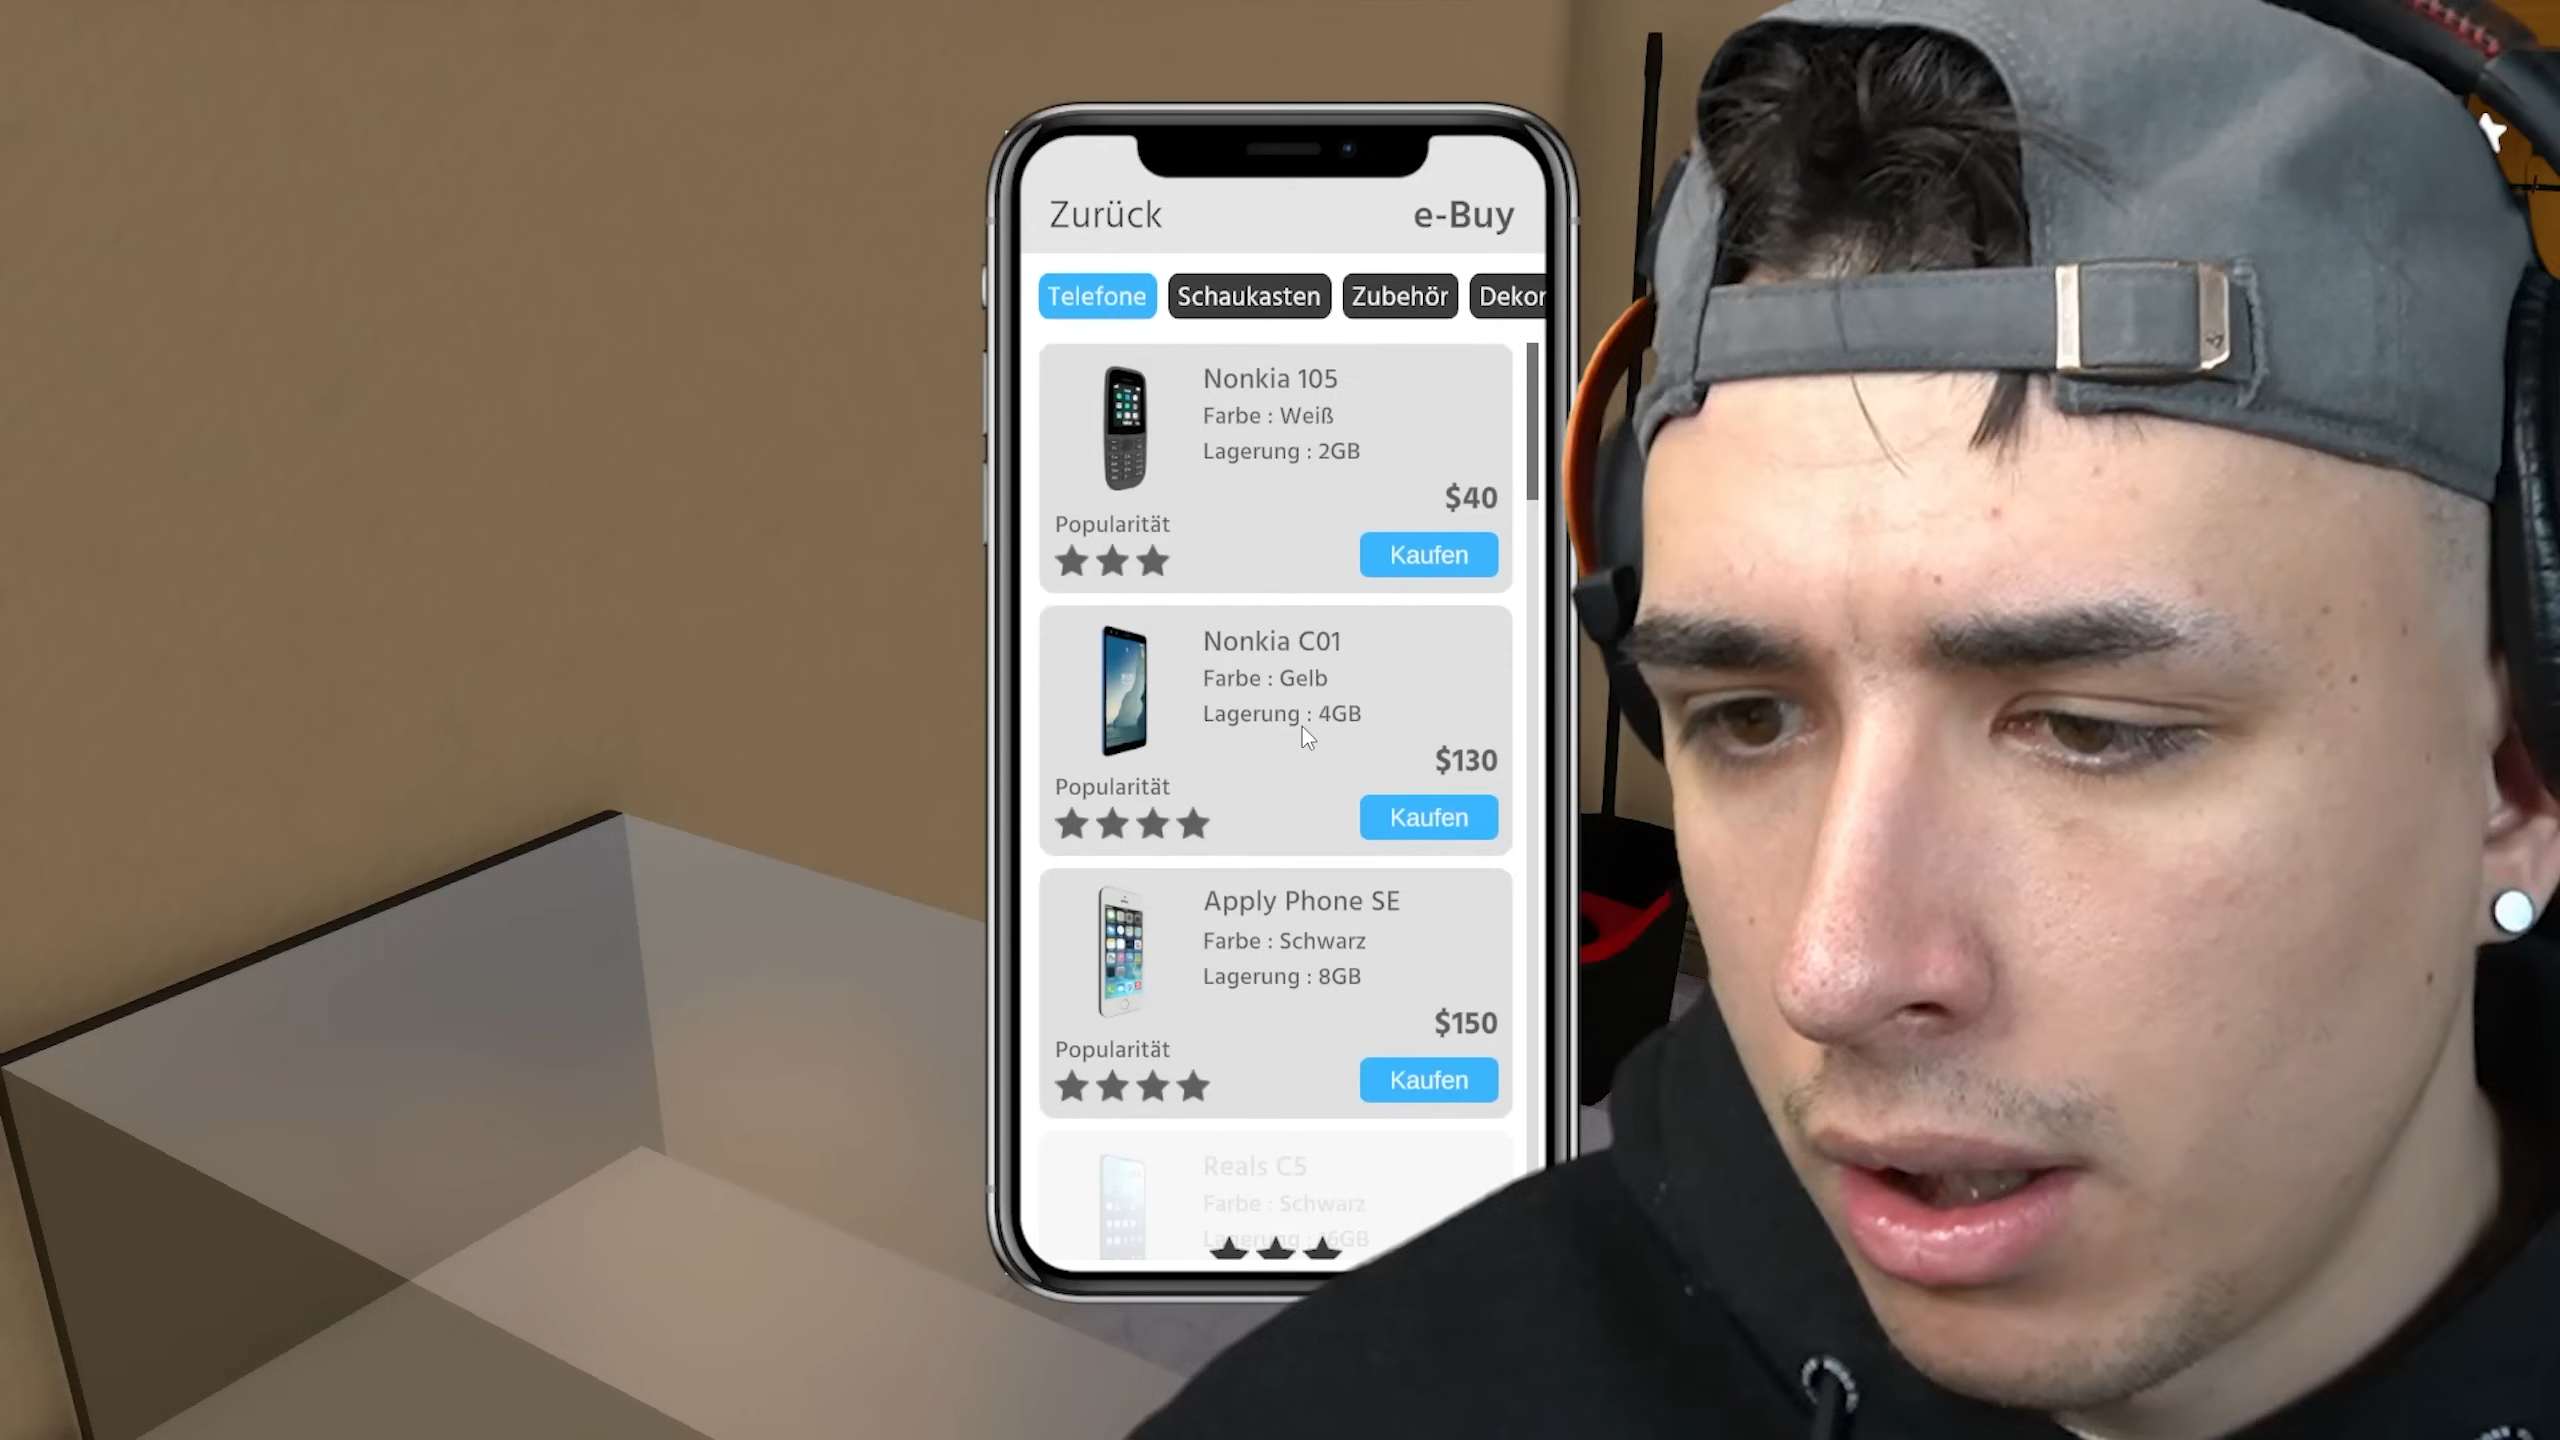 Zurück
e-Buy
Telefone
Schaukasten
Zubehör
Dekor
Nonkia 105
Farbe : Weiß
Lagerung : 2GB
$40
Popularität
Kaufen
Nonkia C01
Farbe : Gelb
Lagerung : 4GB
$130
Popularität
Kaufen
Apply Phone SE
Farbe : Schwarz
Lagerung : 8GB
$150
Popularität
Kaufen
Reals C5
Farbe : Schwarz
Lagerung : 16GB